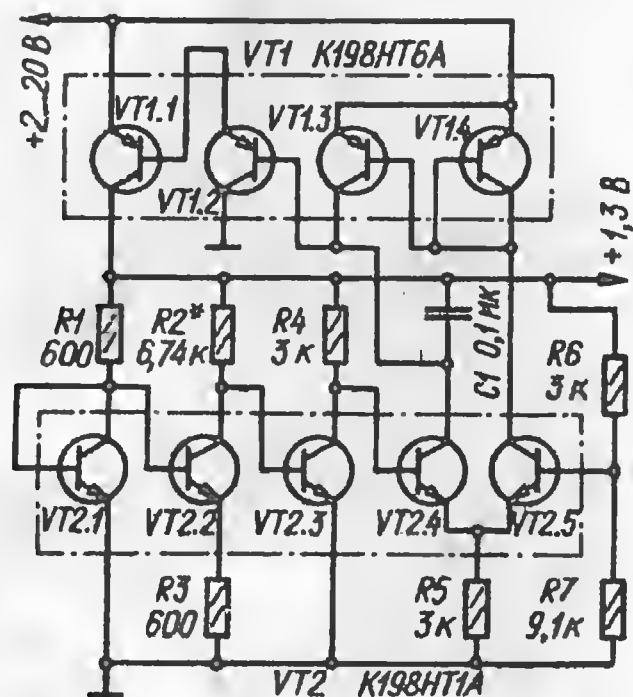 +2...20 В
VT1 К198НТ6А
VT1.1
VT1.2
VT1.3
VT1.4
+1,3 В
R1
600
R2*
6,74к
R4
3к
C1 0,1 мк
R6
3к
VT2.1
VT2.2
VT2.3
VT2.4
VT2.5
R3
600
R5
3к
R7
9,1к
VT2 К198НТ1А